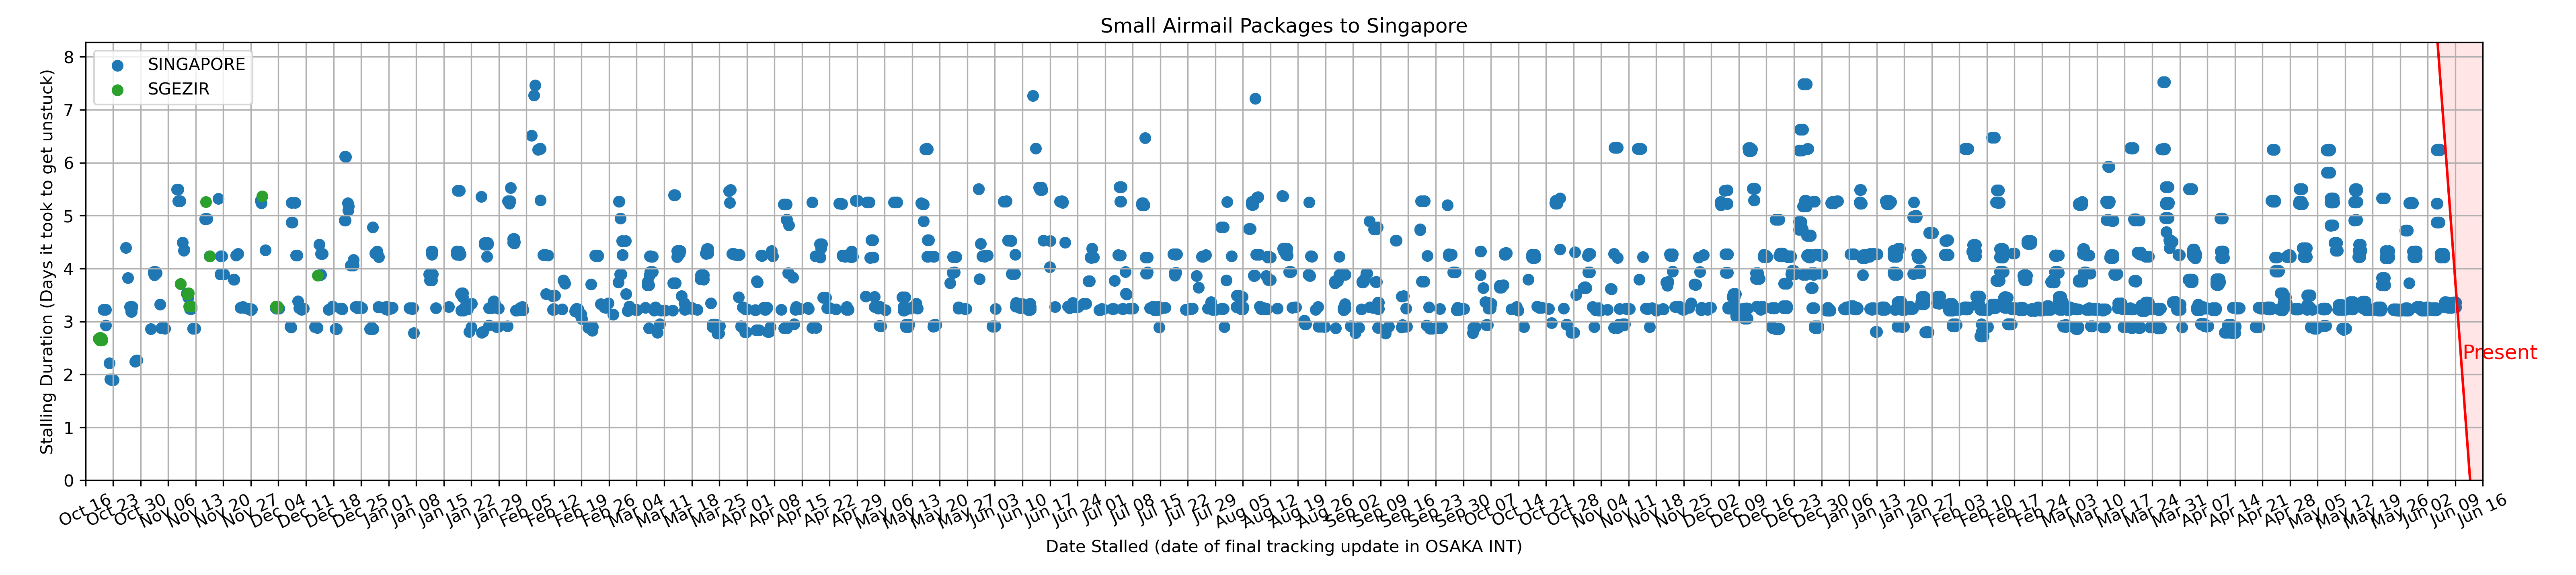 Small Airmail Packages to Singapore
SINGAPORE
SGEZIR
Stalling Duration (Days it took to get unstuck)
8
7
6
5
4
3
2
1
0
Present
Oct 16
Oct 23
Oct 30
Nov 06
Nov 13
Nov 20
Nov 27
Dec 04
Dec 11
Dec 18
Dec 25
Jan 01
Jan 08
Jan 15
Jan 22
Jan 29
Feb 05
Feb 12
Feb 19
Feb 26
Mar 04
Mar 11
Mar 18
Mar 25
Apr 01
Apr 08
Apr 15
Apr 22
Apr 29
May 06
May 13
May 20
May 27
Jun 03
Jun 10
Jun 17
Jun 24
Jul 01
Jul 08
Jul 15
Jul 22
Jul 29
Aug 05
Aug 12
Aug 19
Aug 26
Sep 02
Sep 09
Sep 16
Sep 23
Sep 30
Oct 07
Oct 14
Oct 21
Oct 28
Nov 04
Nov 11
Nov 18
Nov 25
Dec 02
Dec 09
Dec 16
Dec 23
Dec 30
Jan 06
Jan 13
Jan 20
Jan 27
Feb 03
Feb 10
Feb 17
Feb 24
Mar 03
Mar 10
Mar 17
Mar 24
Mar 31
Apr 07
Apr 14
Apr 21
Apr 28
May 05
May 12
May 19
May 26
Jun 02
Jun 09
Jun 16
Date Stalled (date of final tracking update in OSAKA INT)